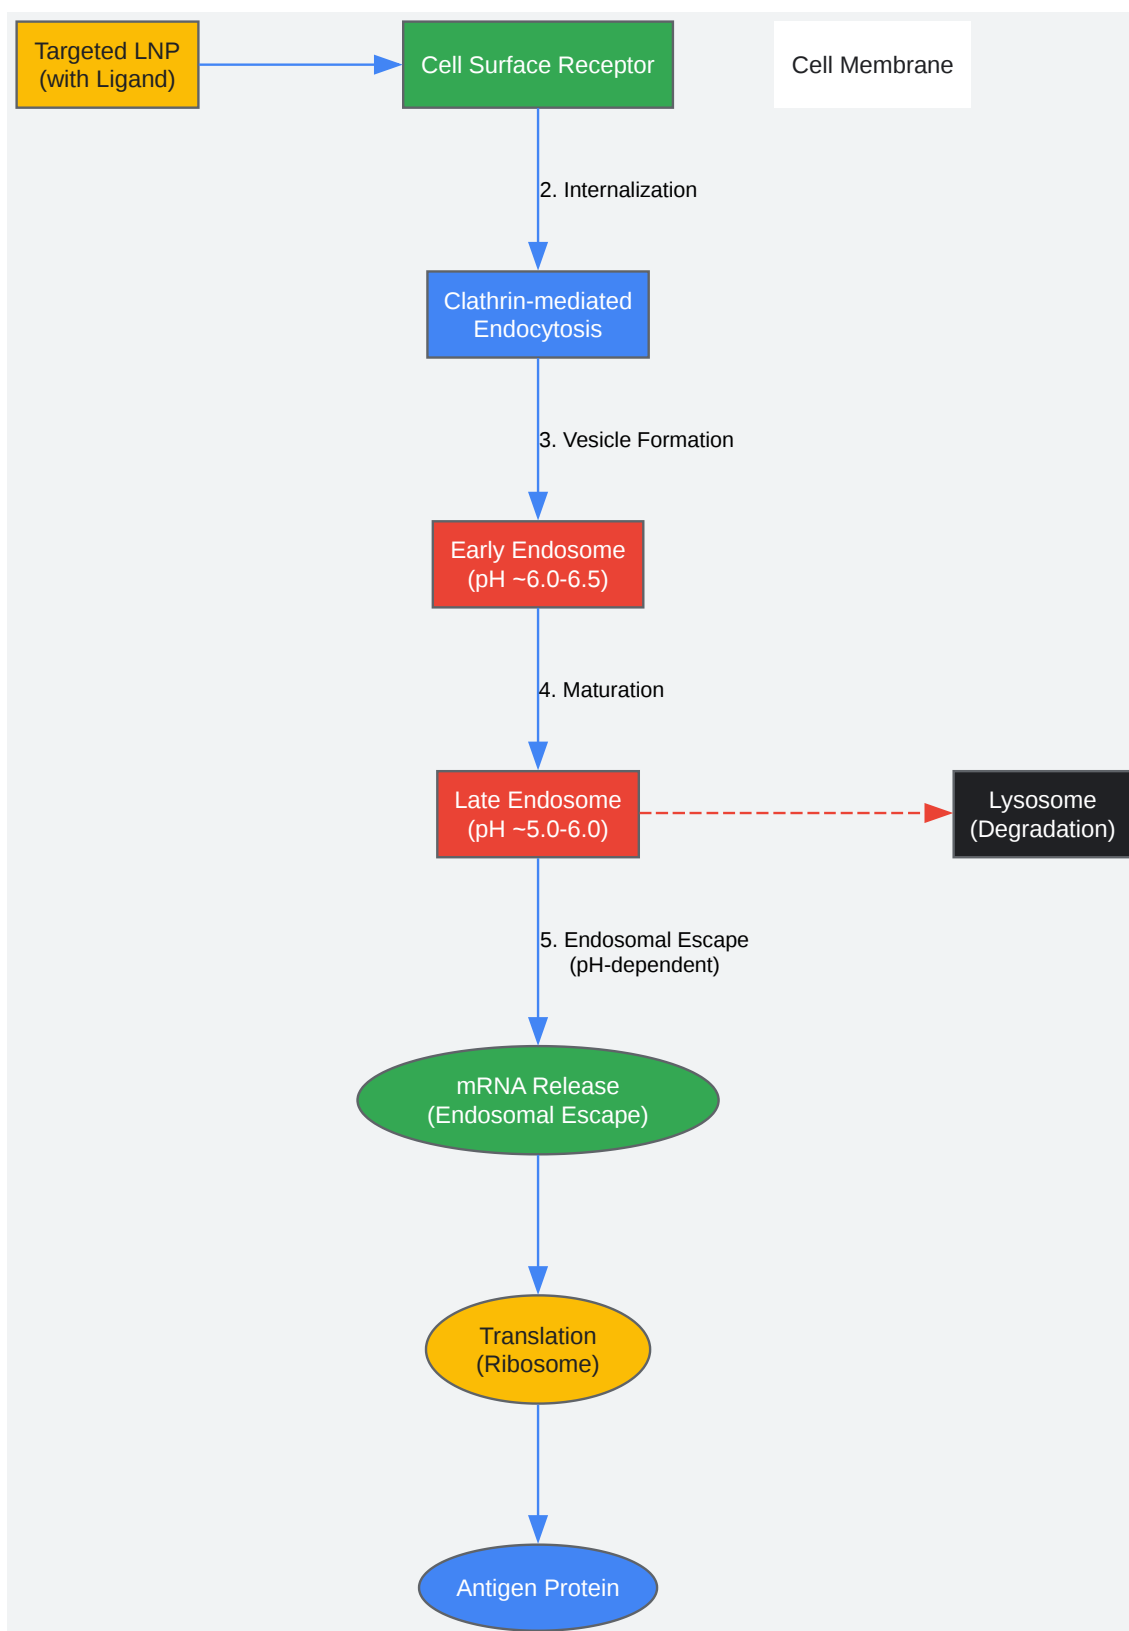 Targeted LNP
(with Ligand)
Cell Surface Receptor
Cell Membrane
2. Internalization
Clathrin-mediated
Endocytosis
3. Vesicle Formation
Early Endosome
(pH ~6.0-6.5)
4. Maturation
Late Endosome
(pH ~5.0-6.0)
Lysosome
(Degradation)
5. Endosomal Escape
(pH-dependent)
mRNA Release
(Endosomal Escape)
Translation
(Ribosome)
Antigen Protein